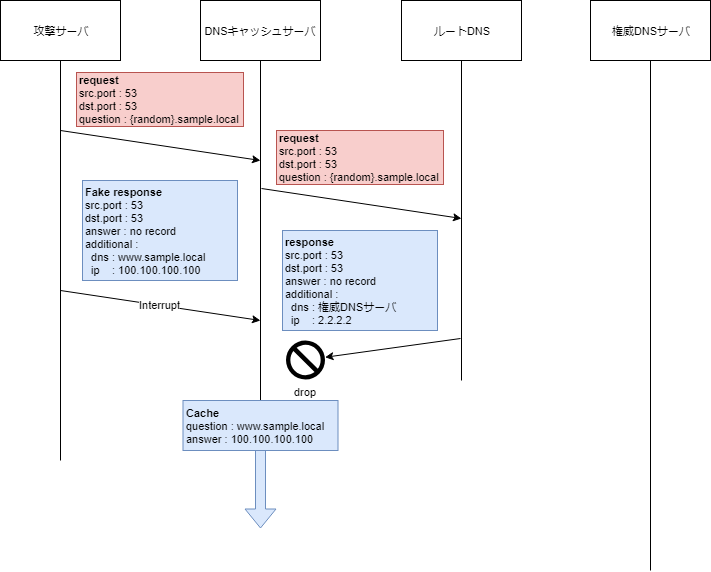 攻撃サーバ
DNSキャッシュサーバ
ルートDNS
権威DNSサーバ
request
src.port : 53
dst.port : 53
question : {random}.sample.local
request
src.port : 53
dst.port : 53
question : {random}.sample.local
Fake response
src.port : 53
dst.port : 53
answer : no record
additional :
dns : www.sample.local
ip : 100.100.100.100
response
src.port : 53
dst.port : 53
answer : no record
additional :
dns : 権威DNSサーバ
ip : 2.2.2.2
Interrupt
drop
Cache
question : www.sample.local
answer : 100.100.100.100